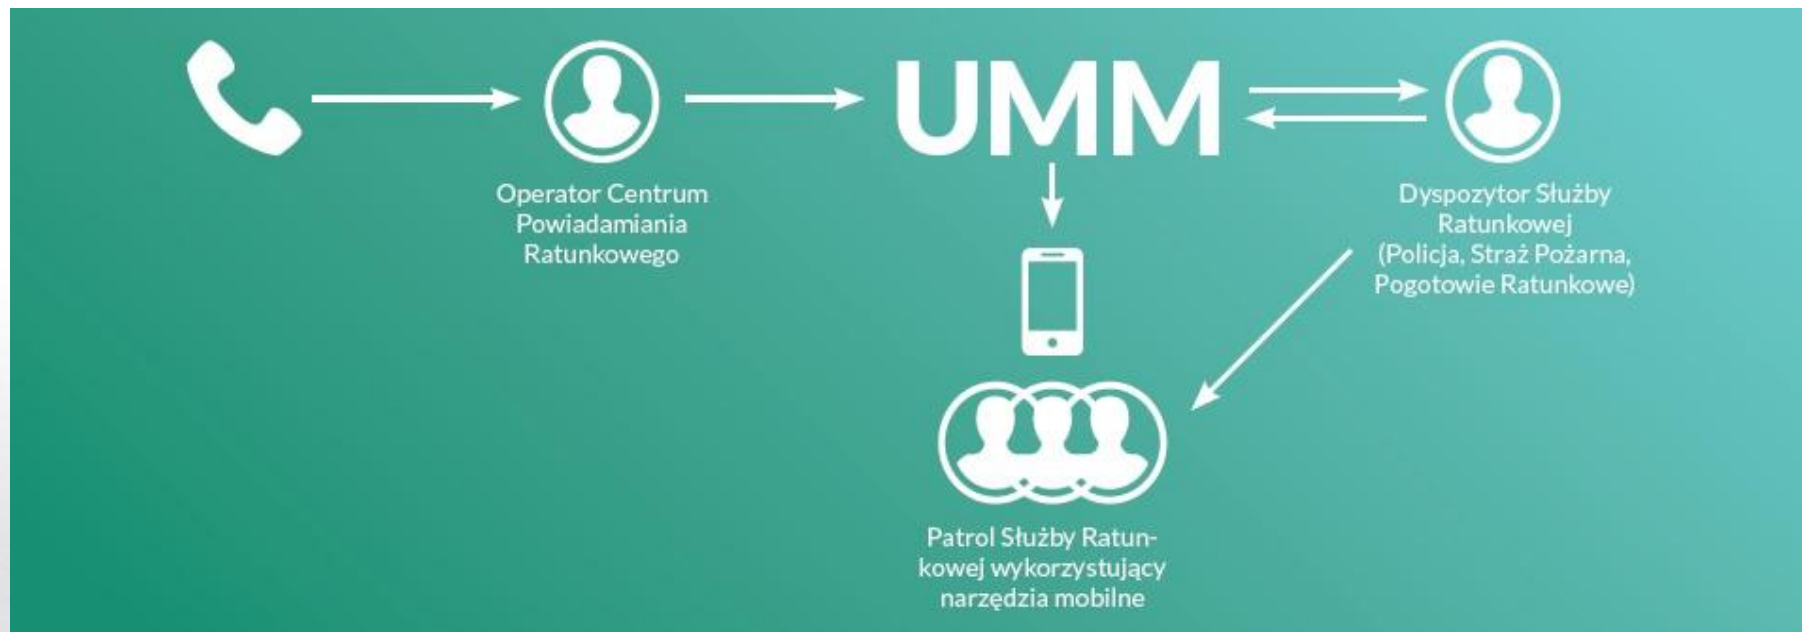 UMM
Operator Centrum
Powiadamiania
Ratunkowego
Dyspozytor Służby
Ratunkowej
(Policja, Straż Pożarna,
Pogotowie Ratunkowe)
Patrol Służby Ratun-
kowej wykorzystujący
narzędzia mobilne